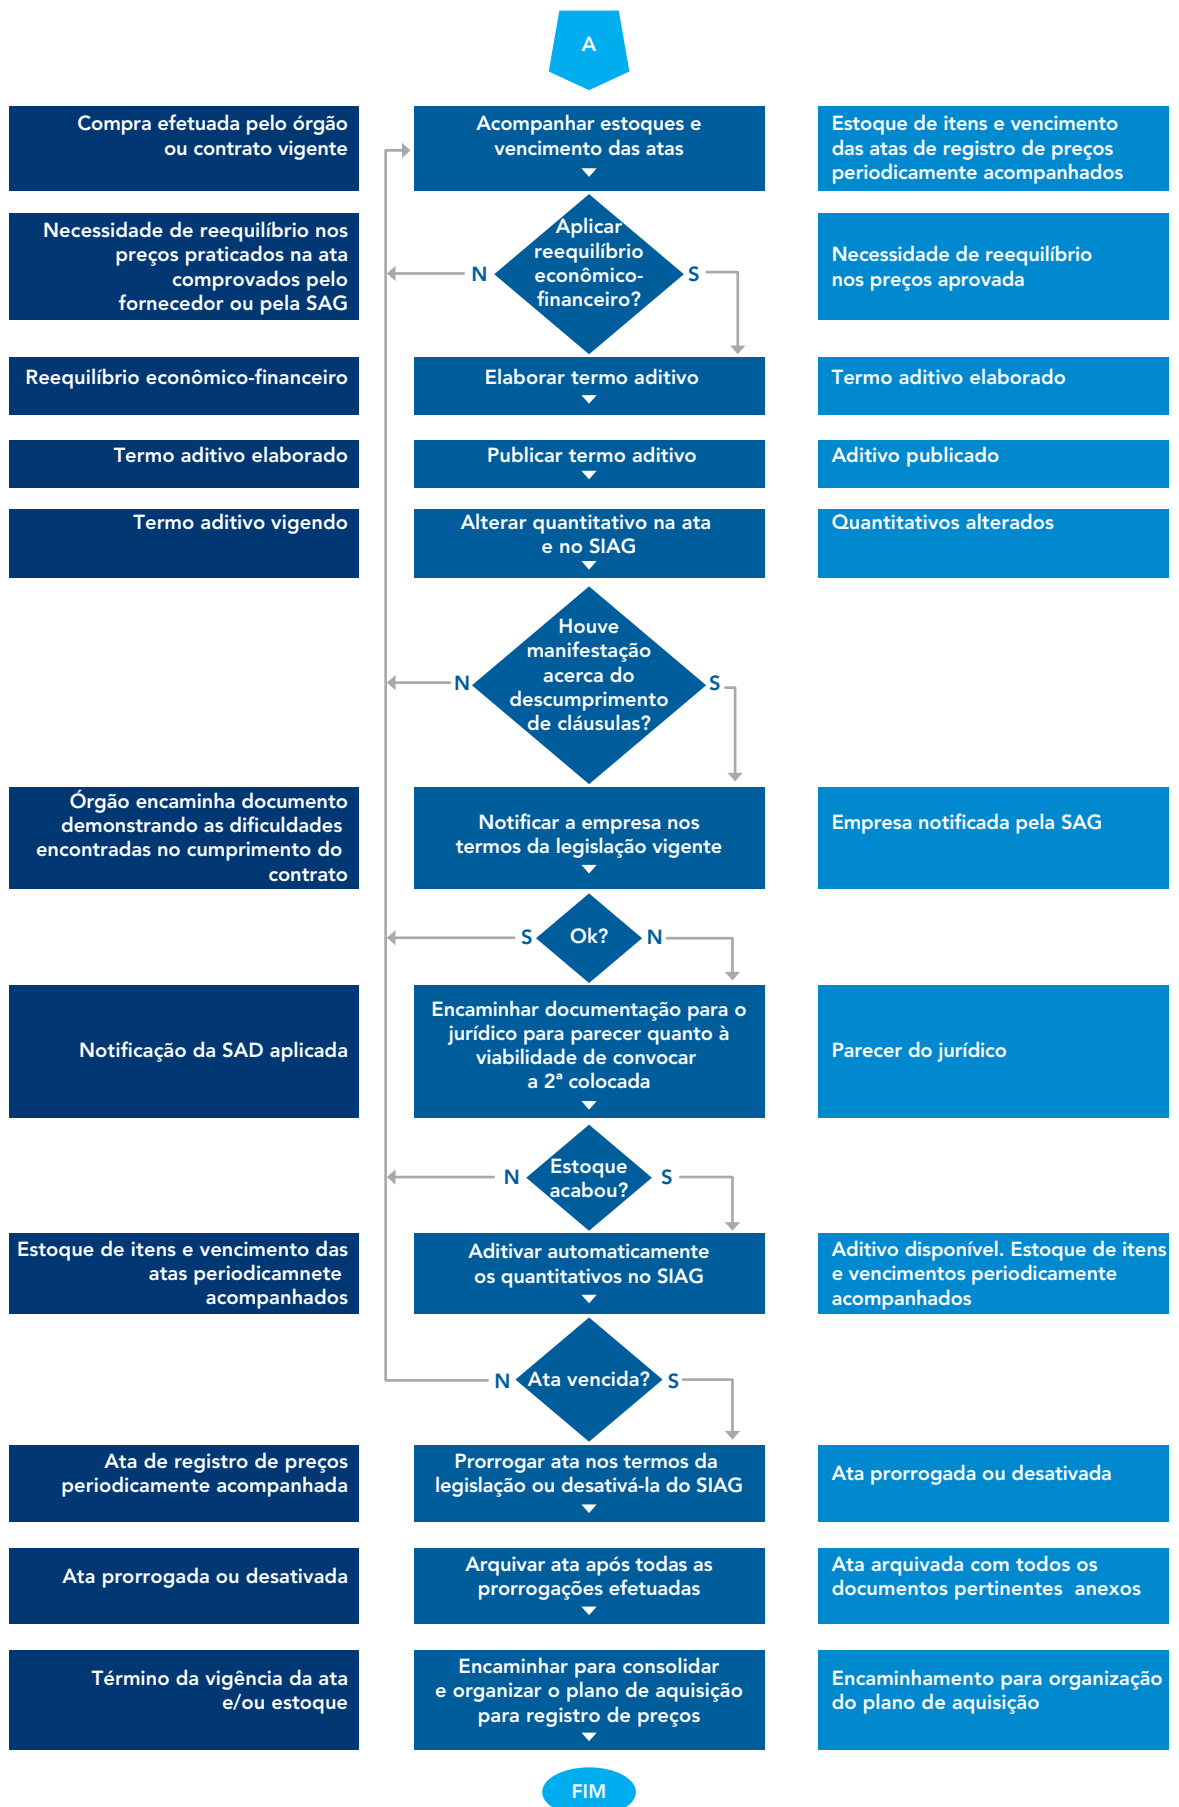 A
Compra efetuada pelo órgão
ou contrato vigente
Acompanhar estoques e
vencimento das atas
Estoque de itens e vencimento
das atas de registro de preços
periodicamente acompanhados
Necessidade de reequilíbrio nos
preços praticados na ata
comprovados pelo
fornecedor ou pela SAG
N
Aplicar
reequilíbrio
econômico-
financeiro?
S
Necessidade de reequilíbrio
nos preços aprovada
Reequilíbrio econômico-financeiro
Elaborar termo aditivo
Termo aditivo elaborado
Termo aditivo elaborado
Publicar termo aditivo
Aditivo publicado
Termo aditivo vigendo
Alterar quantitativo na ata
e no SIAG
Quantitativos alterados
N
Houve
manifestação
acerca do
descumprimento
de cláusulas?
S
Órgão encaminha documento
demonstrando as dificuldades
encontradas no cumprimento do
contrato
Notificar a empresa nos
termos da legislação vigente
Empresa notificada pela SAG
S
Ok?
N
Notificação da SAD aplicada
Encaminhar documentação para o
jurídico para parecer quanto à
viabilidade de convocar
a 2ª colocada
Parecer do jurídico
N
Estoque
acabou?
S
Estoque de itens e vencimento das
atas periodicamnete
acompanhados
Aditivar automaticamente
os quantitativos no SIAG
Aditivo disponível. Estoque de itens
e vencimentos periodicamente
acompanhados
N
Ata vencida?
S
Ata de registro de preços
periodicamente acompanhada
Prorrogar ata nos termos da
legislação ou desativá-la do SIAG
Ata prorrogada ou desativada
Ata prorrogada ou desativada
Arquivar ata após todas as
prorrogações efetuadas
Ata arquivada com todos os
documentos pertinentes anexos
Término da vigência da ata
e/ou estoque
Encaminhar para consolidar
e organizar o plano de aquisição
para registro de preços
Encaminhamento para organização
do plano de aquisição
FIM